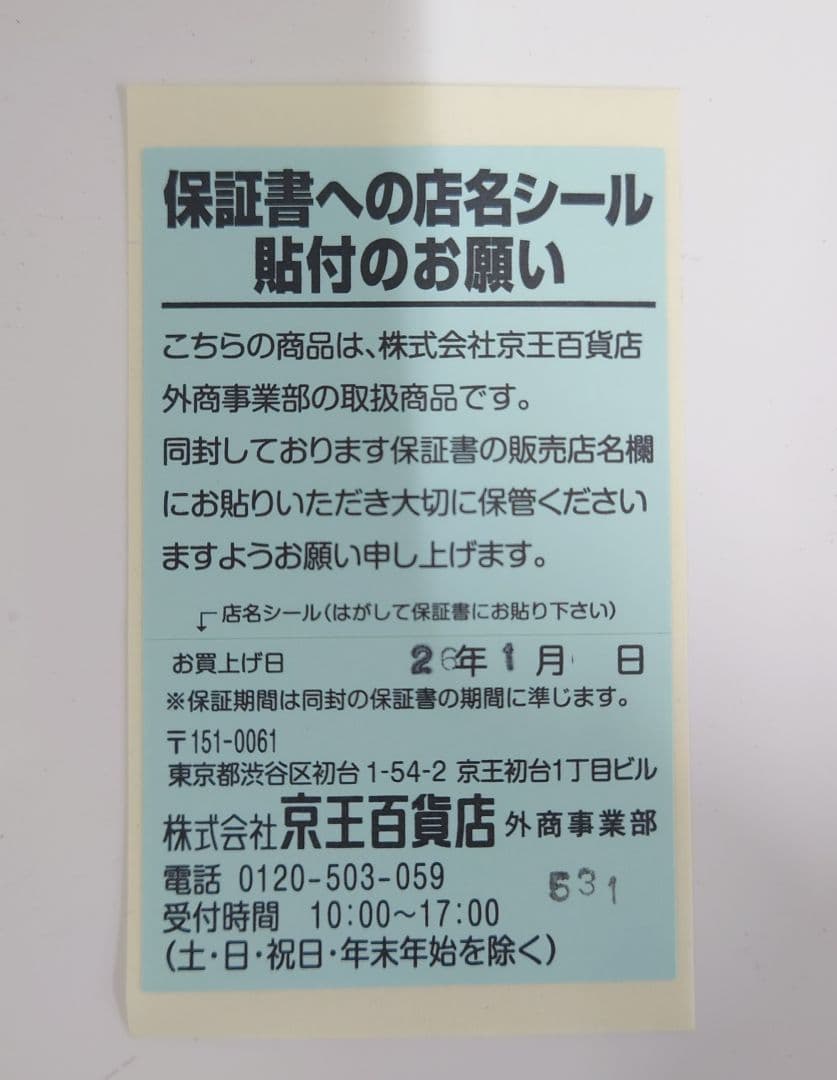 保証書への店名シール
貼付のお願い
こちらの商品は、株式会社京王百貨店
外商事業部の取扱商品です。
同封しております保証書の販売店名欄
にお貼りいただき大切に保管ください
ますようお願い申し上げます。
店名シール(はがして保証書にお貼り下さい)
お買上げ日 26年1月 日
※保証期間は同封の保証書の期間に準じます。
〒151-0061
東京都渋谷区初台1-54-2 京王初台1丁目ビル
株式会社京王百貨店 外商事業部
電話 0120-503-059
531
受付時間 10:00~17:00
(土・日・祝日・年末年始を除く)